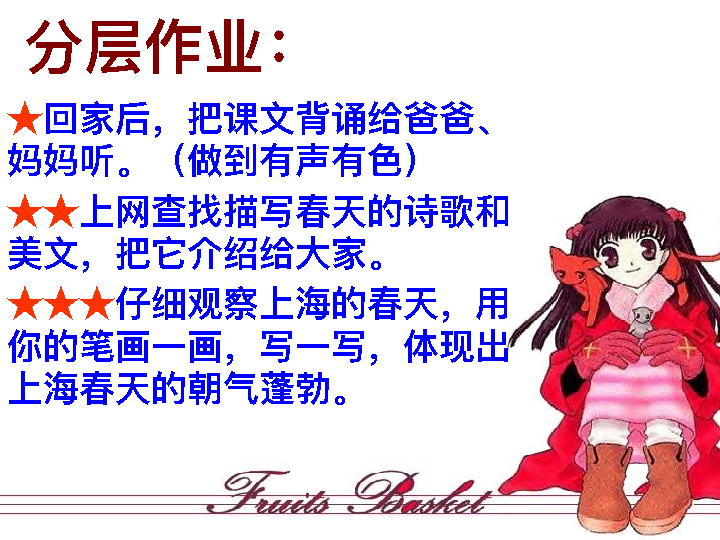 分层作业：
★回家后，把课文背诵给爸爸、
妈妈听。（做到有声有色）
★★上网查找描写春天的诗歌和
美文，把它介绍给大家。
★★★仔细观察上海的春天，用
你的笔画一画，写一写，体现出
上海春天的朝气蓬勃。
Fruits Basket